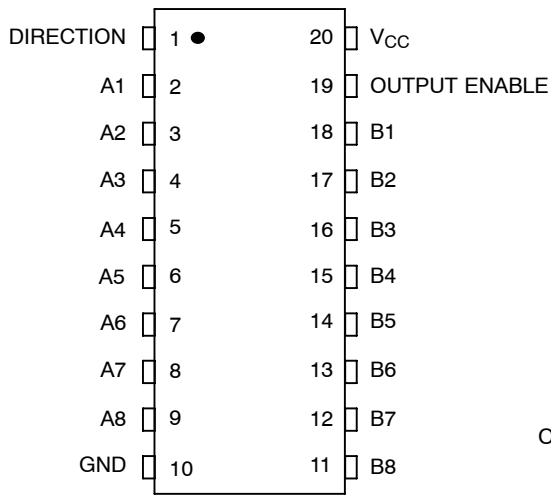 DIRECTION 1 20 VCC
A1 2 19 OUTPUT ENABLE
A2 3 18 B1
A3 4 17 B2
A4 5 16 B3
A5 6 15 B4
A6 7 14 B5
A7 8 13 B6
A8 9 12 B7
GND 10 11 B8